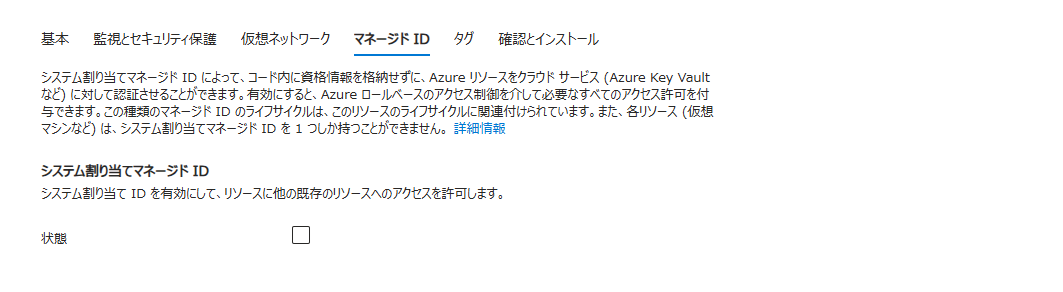 基本 監視とセキュリティ保護 仮想ネットワーク マネージド ID タグ 確認とインストール
システム割り当てマネージド ID によって、コード内に資格情報を格納せずに、Azure リソースをクラウド サービス (Azure Key Vault
など) に対して認証させることができます。有効にすると、Azure ロールベースのアクセス制御を介して必要なすべてのアクセス許可を付
与できます。この種類のマネージド ID のライフサイクルは、このリソースのライフサイクルに関連付けられています。また、各リソース (仮想
マシンなど) は、システム割り当てマネージド ID を 1 つしか持つことができません。 詳細情報
システム割り当てマネージド ID
システム割り当て ID を有効にして、リソースに他の既存のリソースへのアクセスを許可します。
状態